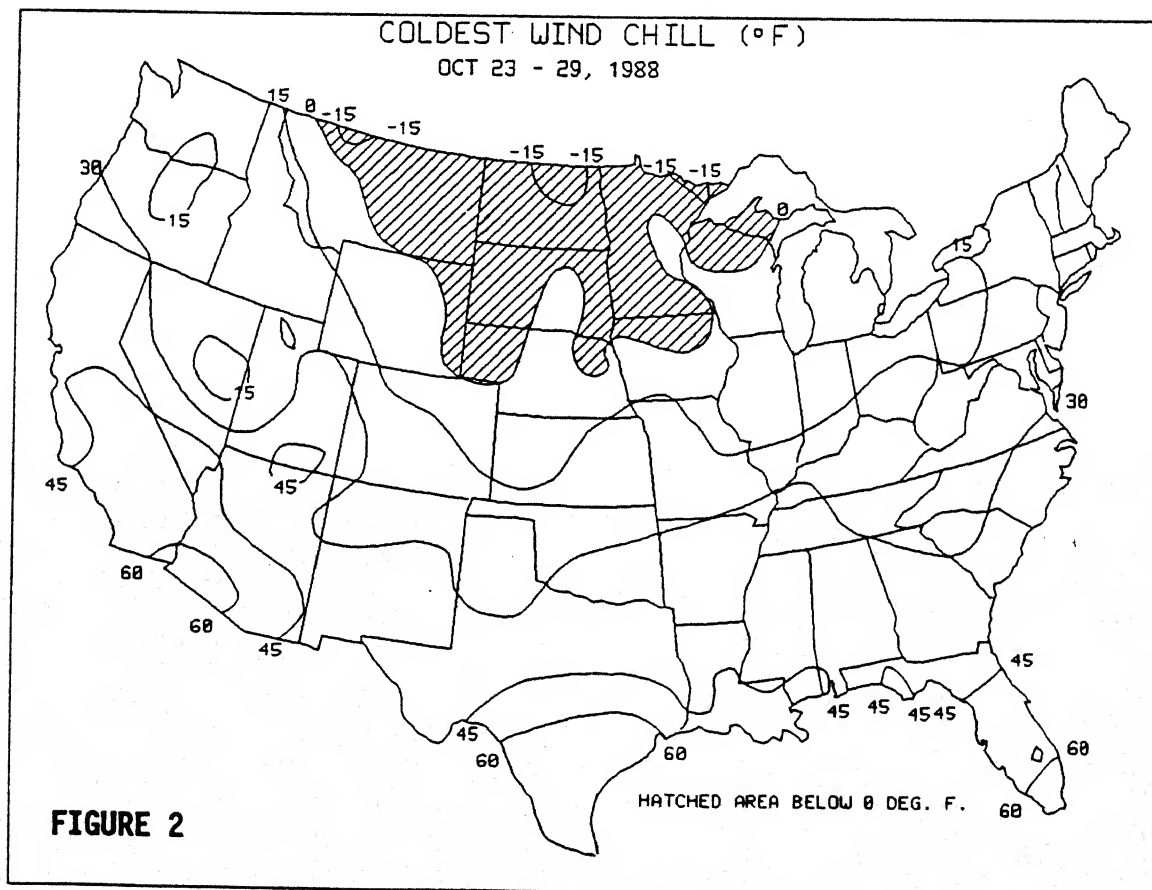 COLDEST WIND CHILL (°F)
OCT 23 - 29, 1988
15 0 -15 -15 -15 -15 -15 -15
30 15 0 15
15
30
45 45
60
60 45
45 45 45 45 45 45
60 60 60
60
HATCHED AREA BELOW 0 DEG. F.
FIGURE 2